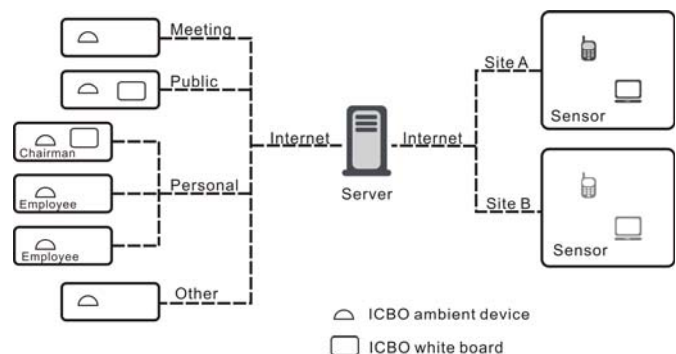 Meeting
Public
Chairman
Employee
Personal
Employee
Other
Internet
Server
Internet
Site A
Sensor
Site B
Sensor
ICBO ambient device
ICBO white board